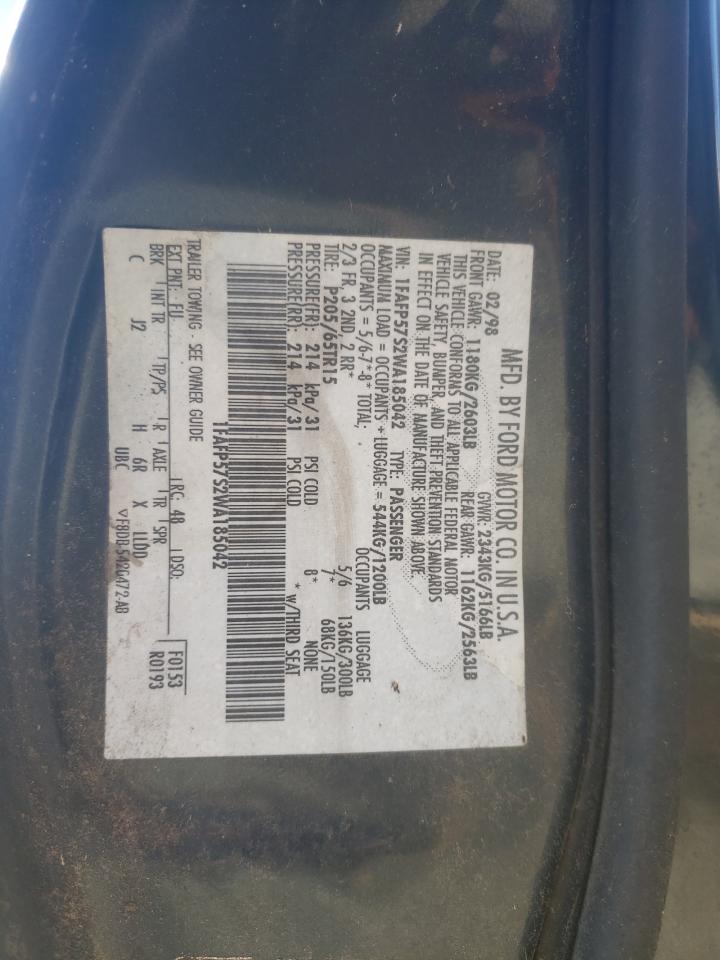 MFD. BY FORD MOTOR CO. IN U.S.A.
DATE: 02/98 GVWR: 2343KG/5166LB
FRONT GAWR: 1180KG/2603LB REAR GAWR: 1162KG/2563LB
THIS VEHICLE CONFORMS TO ALL APPLICABLE FEDERAL MOTOR
VEHICLE SAFETY, BUMPER, AND THEFT PREVENTION STANDARDS
IN EFFECT ON THE DATE OF MANUFACTURE SHOWN ABOVE.
VIN: 1FAFP57S2WA185042 TYPE: PASSENGER
MAXIMUM LOAD = OCCUPANTS + LUGGAGE = 544KG/1200LB
OCCUPANTS = 5/6-7*-8* TOTAL; OCCUPANTS LUGGAGE
2/3 FR, 3 2ND, 2 RR* 5/6 136KG/300LB
TIRE: P205/65TR15 7* 68KG/150LB
PRESSURE(FR): 214 kPa/31 PSI COLD 8* NONE
PRESSURE(RR): 214 kPa/31 PSI COLD * w/THIRD SEAT
1FAFP57S2WA185042
TRAILER TOWING - SEE OWNER GUIDE
EXT PNT: EU RC: 48 DSO: F0153
BRK INT TR TP/PS R AXLE TR SPR R0193
C J2 H 6R X LLDD
UBC F8DB-5420472-AB